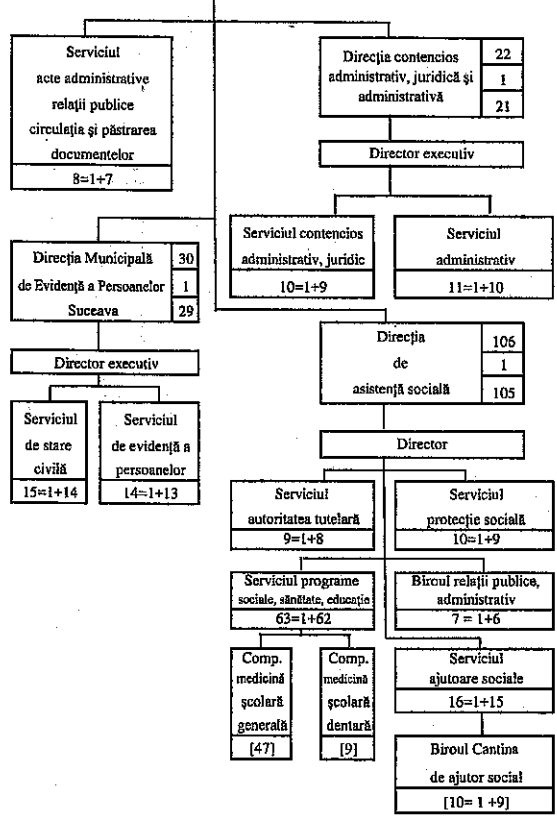 Serviciul
acte administrative
relații publice
circulația și păstrarea
documentelor
8=1+7
Direcția contencios
administrativ, juridică și
administrativă
22
1
21
Director executiv
Serviciul contencios
administrativ, juridic
10=1+9
Serviciul
administrativ
11=1+10
Direcția Municipală
de Evidență a Persoanelor
Suceava
30
1
29
Director executiv
Serviciul
de stare
civilă
15=1+14
Serviciul
de evidență a
persoanelor
14=1+13
Direcția
de
asistență socială
106
1
105
Director
Serviciul
autoritatea tutelară
9=1+8
Serviciul
protecție socială
10=1+9
Serviciul programe
sociale, sănătate, educație
63=1+62
Biroul relații publice,
administrativ
7 = 1+6
Comp.
medicină
școlară
generală
[47]
Comp.
medicină
școlară
dentară
[9]
Serviciul
ajutoare sociale
16=1+15
Biroul Cantina
de ajutor social
[10= 1 +9]